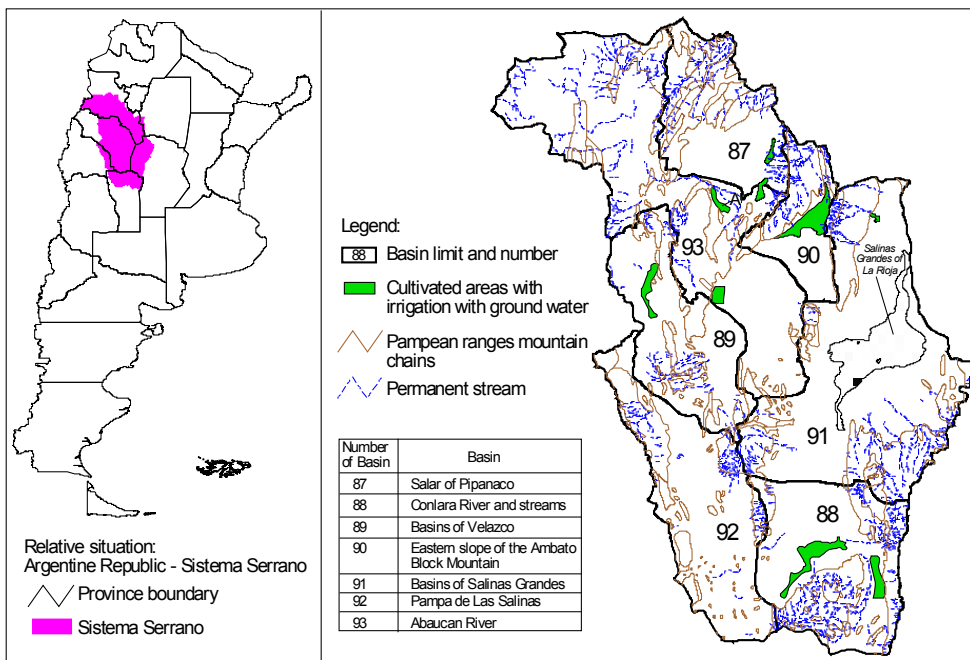 Relative situation:
Argentine Republic - Sistema Serrano
Province boundary
Sistema Serrano
Legend:
88 Basin limit and number
Cultivated areas with
irrigation with ground water
Pampean ranges mountain
chains
Permanent stream
Number
of Basin
Basin
87 Salar of Pipanaco
88 Conlara River and streams
89 Basins of Velazco
90 Eastern slope of the Ambato
Block Mountain
91 Basins of Salinas Grandes
92 Pampa de Las Salinas
93 Abaucan River
87
A
93
90
Salinas
Grandes of
La Rioja
89
91
88
92